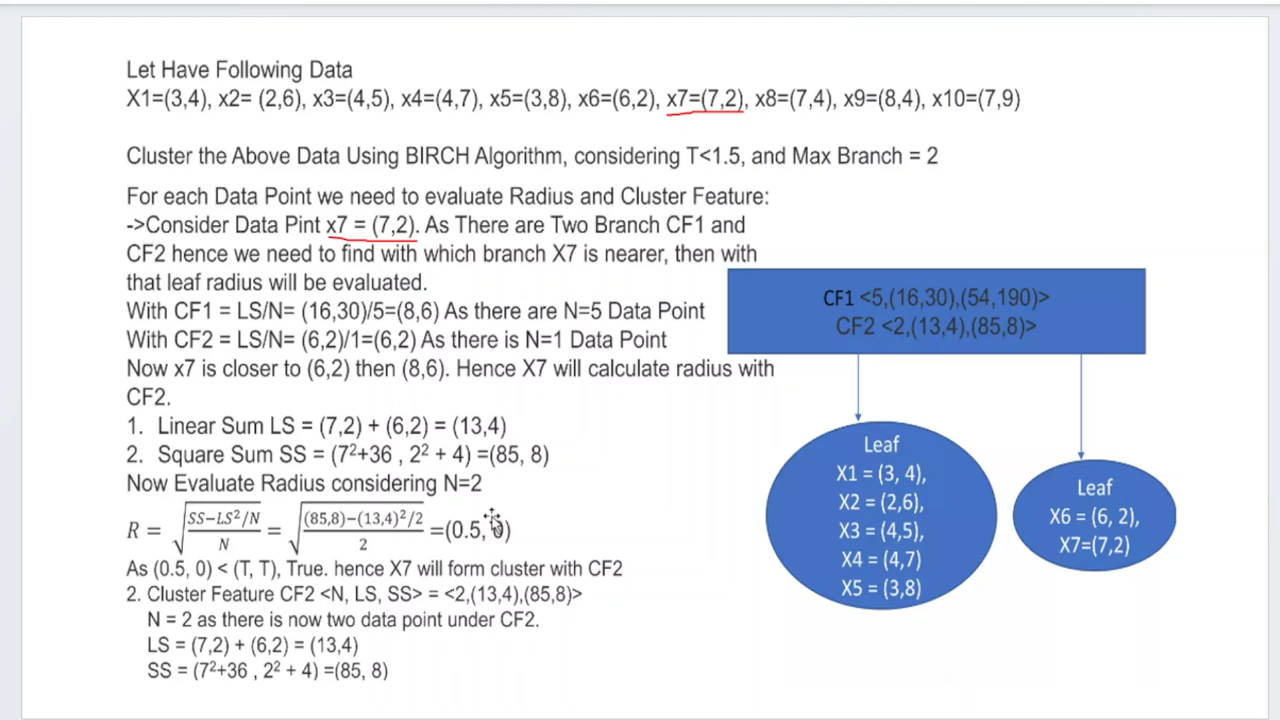 Let Have Following Data
X1=(3,4), x2= (2,6), x3=(4,5), x4=(4,7), x5=(3,8), x6=(6,2), x7=(7,2), x8=(7,4), x9=(8,4), x10=(7,9)
Cluster the Above Data Using BIRCH Algorithm, considering T<1.5, and Max Branch = 2
For each Data Point we need to evaluate Radius and Cluster Feature:
->Consider Data Pint x7 = (7,2). As There are Two Branch CF1 and
CF2 hence we need to find with which branch X7 is nearer, then with
that leaf radius will be evaluated.
With CF1 = LS/N= (16,30)/5=(8,6) As there are N=5 Data Point
With CF2 = LS/N= (6,2)/1=(6,2) As there is N=1 Data Point
Now x7 is closer to (6,2) then (8,6). Hence X7 will calculate radius with
CF2.
1. Linear Sum LS = (7,2) + (6,2) = (13,4)
2. Square Sum SS = (7²+36 , 2² + 4) =(85, 8)
Now Evaluate Radius considering N=2
R = √((SS−LS²/N)/N) = √(((85,8)−(13,4)²/2)/2) =(0.5, 0)
As (0.5, 0) < (T, T), True. hence X7 will form cluster with CF2
2. Cluster Feature CF2 <N, LS, SS> = <2,(13,4),(85,8)>
N = 2 as there is now two data point under CF2.
LS = (7,2) + (6,2) = (13,4)
SS = (7²+36 , 2² + 4) =(85, 8)
CF1 <5,(16,30),(54,190)>
CF2 <2,(13,4),(85,8)>
Leaf
X1 = (3, 4),
X2 = (2,6),
X3 = (4,5),
X4 = (4,7)
X5 = (3,8)
Leaf
X6 = (6, 2),
X7=(7,2)